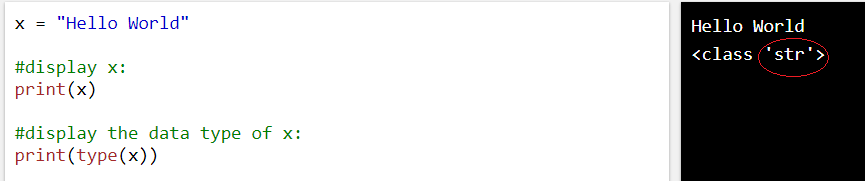 x = "Hello World"
#display x:
print(x)
#display the data type of x:
print(type(x))
Hello World
<class 'str'>